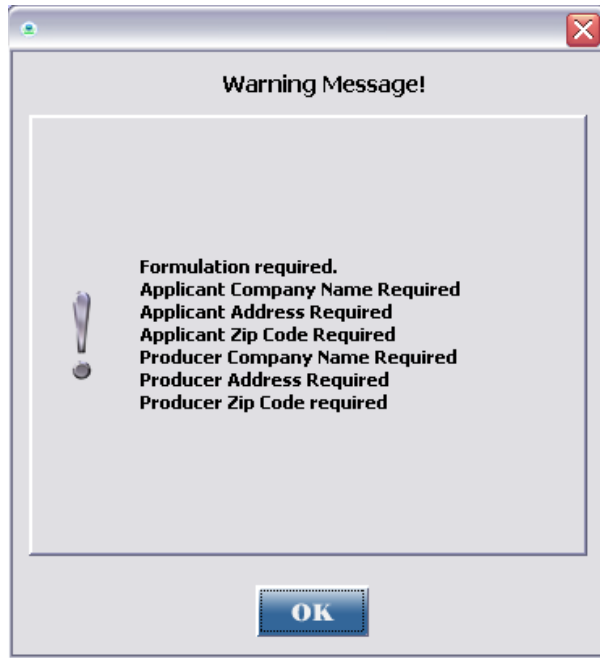 Warning Message!
Formulation required.
Applicant Company Name Required
Applicant Address Required
Applicant Zip Code Required
Producer Company Name Required
Producer Address Required
Producer Zip Code required
OK